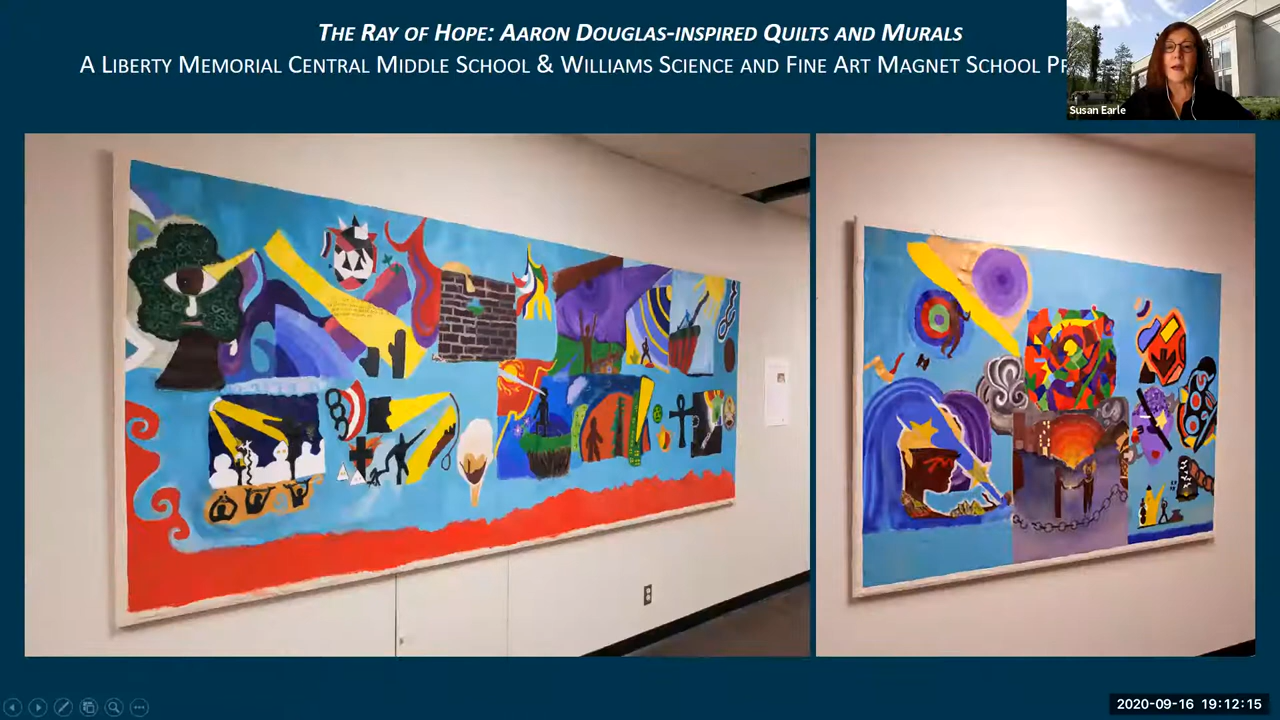 THE RAY OF HOPE: AARON DOUGLAS-INSPIRED QUILTS AND MURALS
A LIBERTY MEMORIAL CENTRAL MIDDLE SCHOOL & WILLIAMS SCIENCE AND FINE ART MAGNET SCHOOL
Susan Earle
2020-09-16 19:12:15